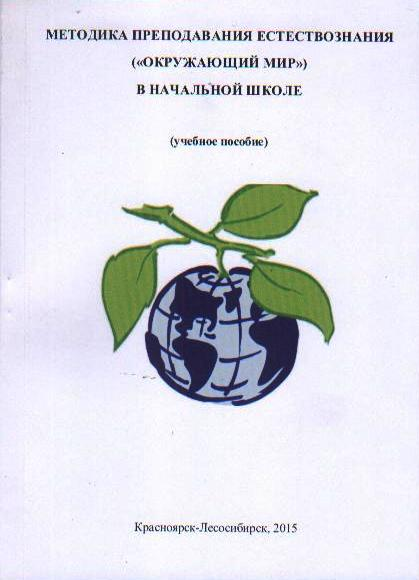 МЕТОДИКА ПРЕПОДАВАНИЯ ЕСТЕСТВОЗНАНИЯ
(«ОКРУЖАЮЩИЙ МИР»)
В НАЧАЛЬНОЙ ШКОЛЕ
(учебное пособие)
Красноярск-Лесосибирск, 2015